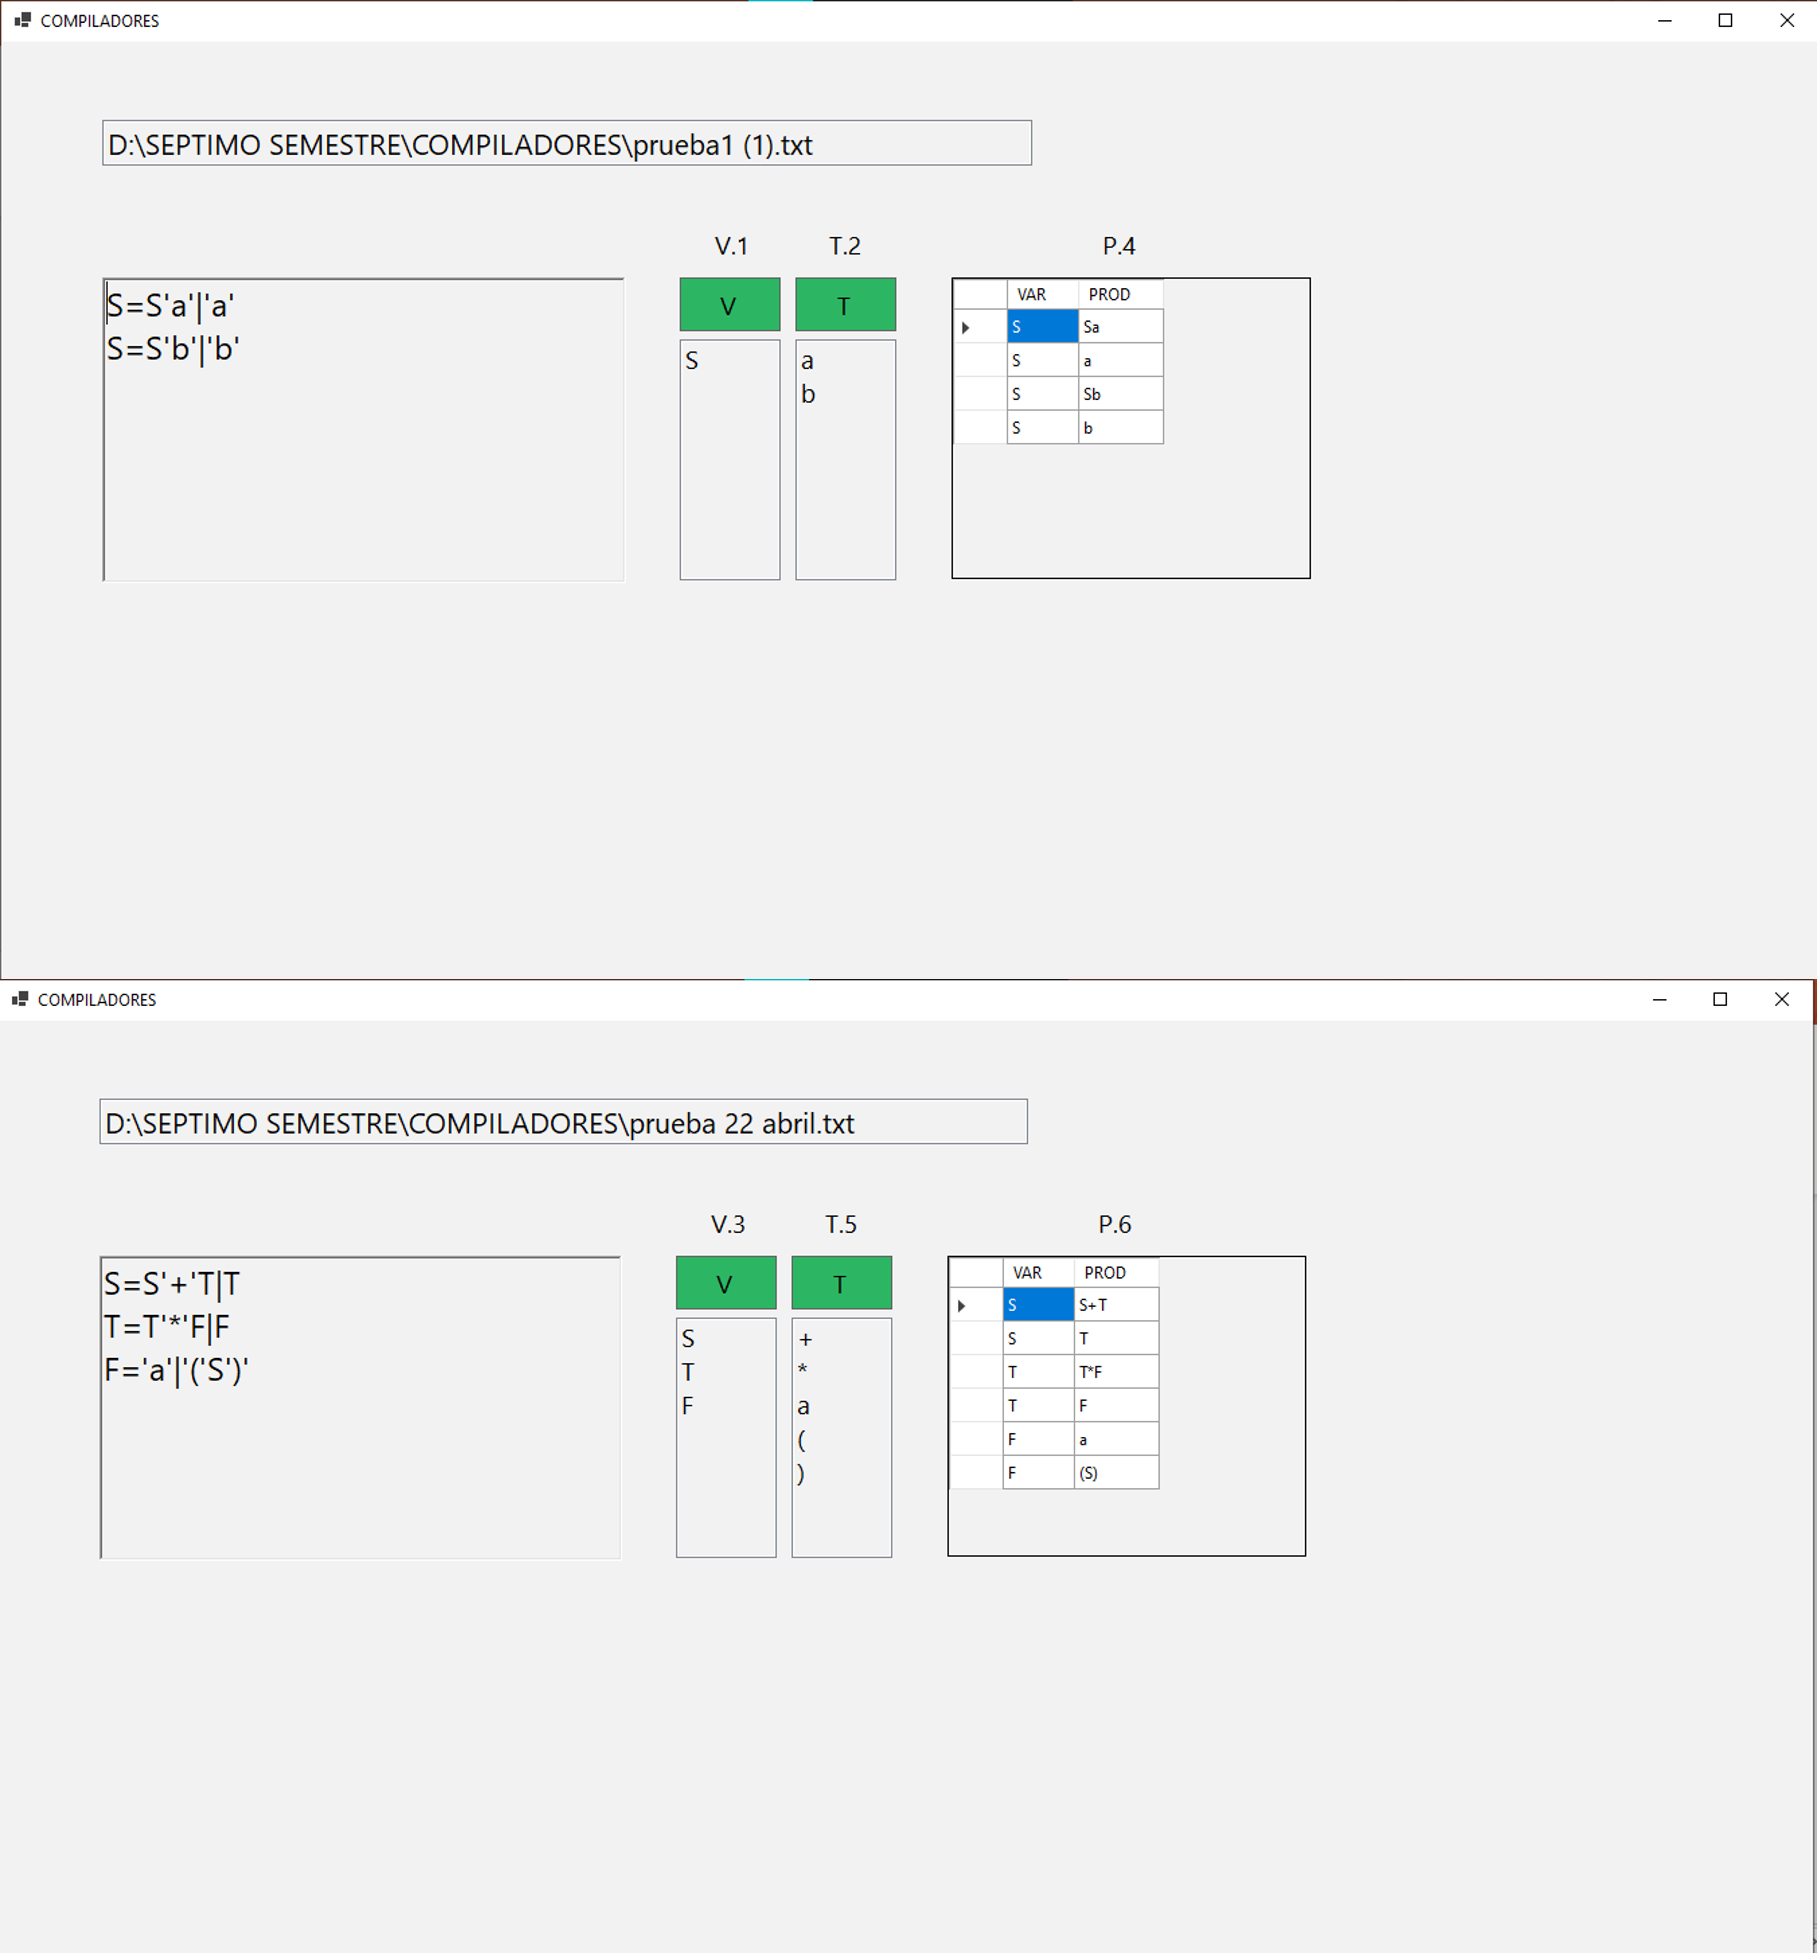 COMPILADORES
D:\SEPTIMO SEMESTRE\COMPILADORES\prueba1 (1).txt
V.1 T.2 P.4
S=S'a'|'a'
S=S'b'|'b'
V T
S
a
b
VAR PROD
S Sa
S a
S Sb
S b
COMPILADORES
D:\SEPTIMO SEMESTRE\COMPILADORES\prueba 22 abril.txt
V.3 T.5 P.6
S=S'+'T|T
T=T'*'F|F
F='a'|'('S')'
V T
S
T
F
+
*
a
(
)
VAR PROD
S S+T
S T
T T*F
T F
F a
F (S)